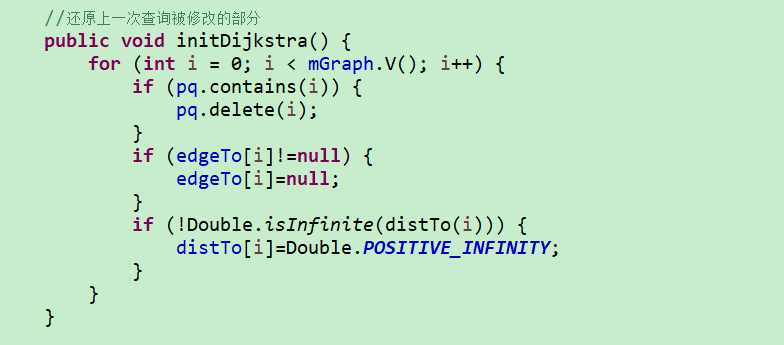 //还原上一次查询被修改的部分
public void initDijkstra() {
    for (int i = 0; i < mGraph.V(); i++) {
        if (pq.contains(i)) {
            pq.delete(i);
        }
        if (edgeTo[i]!=null) {
            edgeTo[i]=null;
        }
        if (!Double.isInfinite(distTo(i))) {
            distTo[i]=Double.POSITIVE_INFINITY;
        }
    }
}